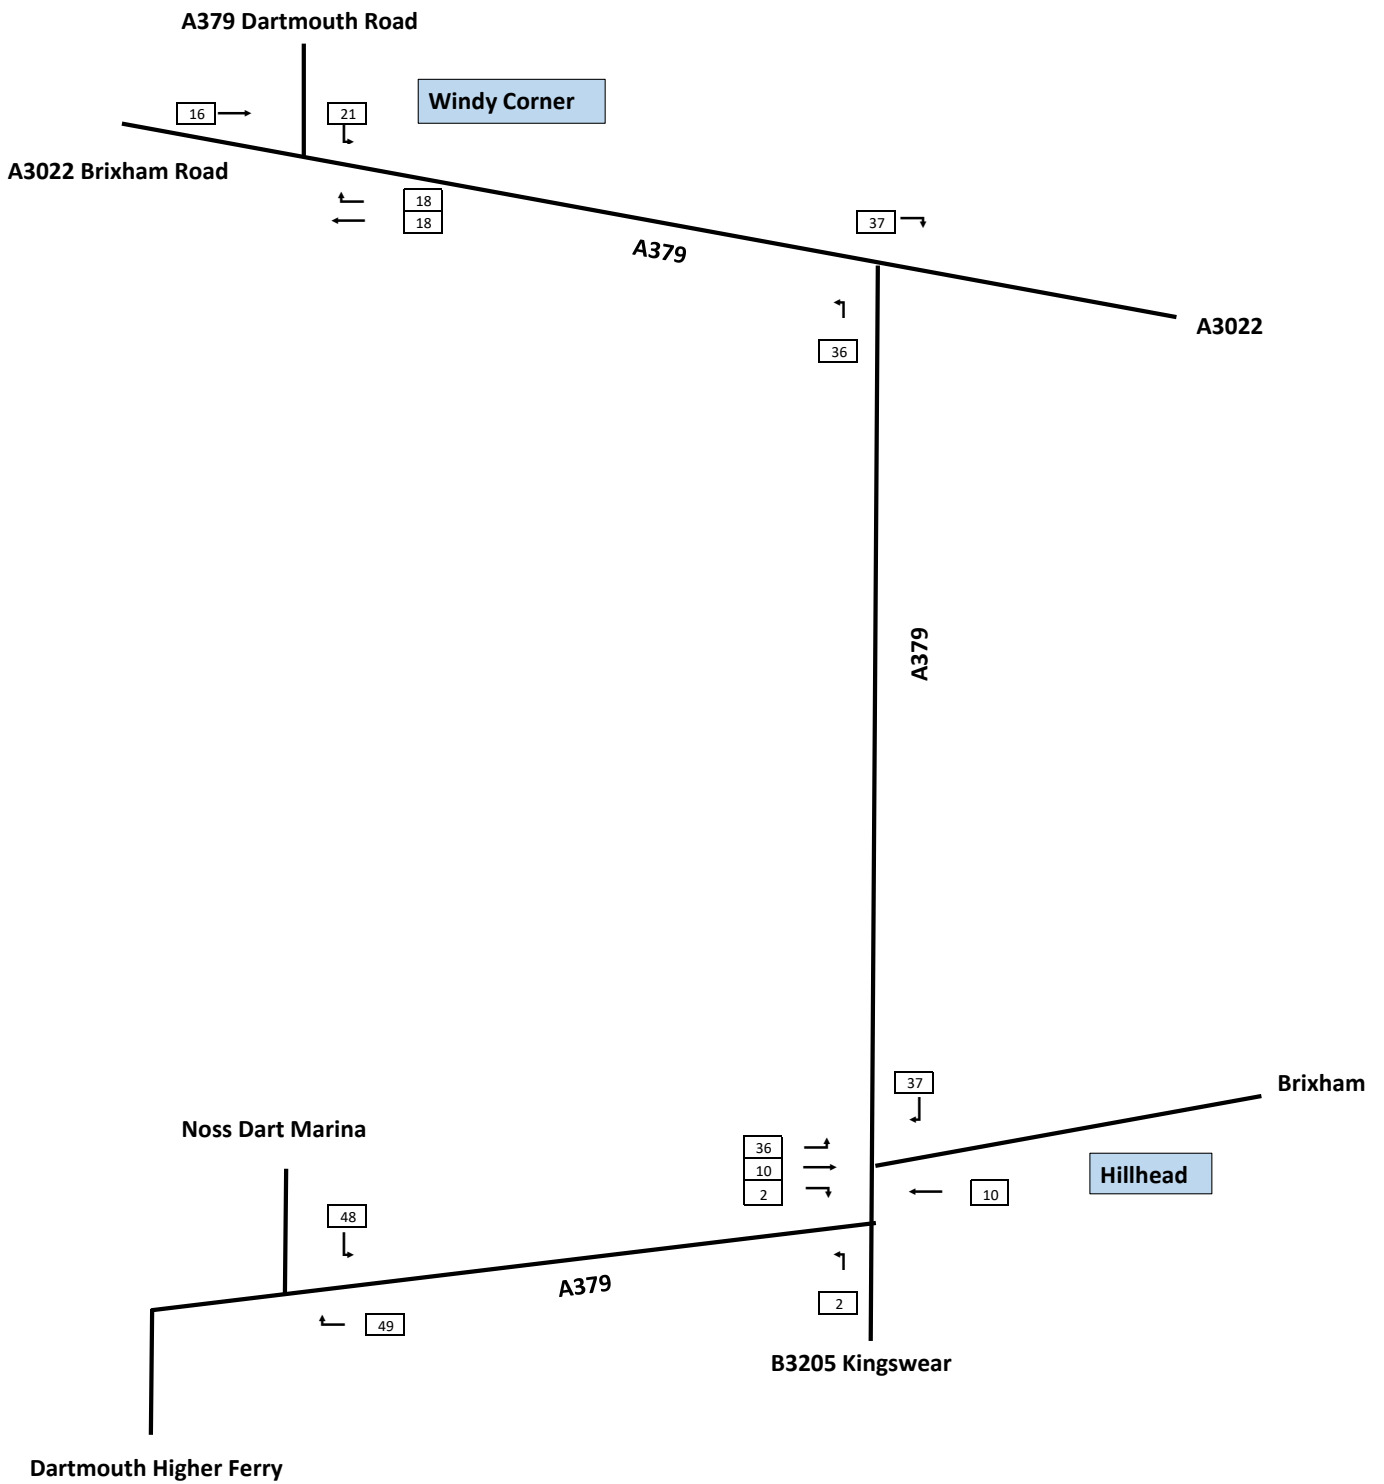 A379 Dartmouth Road
Windy Corner
16
21
A3022 Brixham Road
18
18
37
A379
A3022
36
A379
37
Brixham
Noss Dart Marina
36
10
2
Hillhead
10
48
A379
2
49
B3205 Kingswear
Dartmouth Higher Ferry